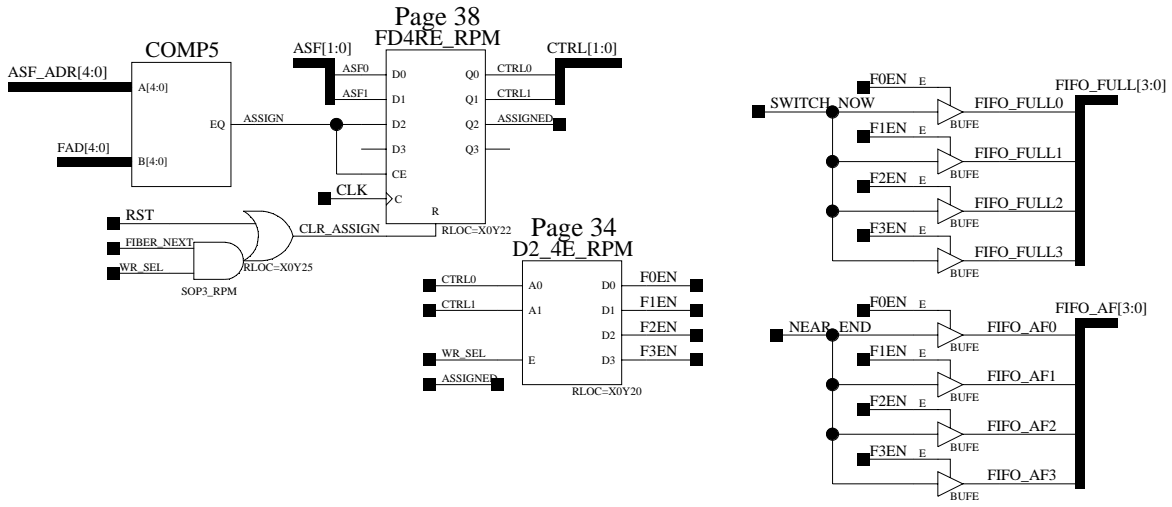 Page 38
FD4RE_RPM
COMP5
ASF[1:0]
CTRL[1:0]
ASF_ADR[4:0]
A[4:0]
EQ
ASSIGN
FAD[4:0]
B[4:0]
ASF0
D0
Q0
CTRL0
ASF1
D1
Q1
CTRL1
D2
Q2
ASSIGNED
D3
Q3
CE
CLK
C
R
RLOC=X0Y22
RST
CLR_ASSIGN
FIBER_NEXT
WR_SEL
RLOC=X0Y25
SOP3_RPM
Page 34
D2_4E_RPM
CTRL0
A0
D0
F0EN
CTRL1
A1
D1
F1EN
D2
F2EN
WR_SEL
E
D3
F3EN
ASSIGNED
RLOC=X0Y20
F0EN
E
FIFO_FULL[3:0]
SWITCH_NOW
FIFO_FULL0
BUFE
F1EN
E
FIFO_FULL1
BUFE
F2EN
E
FIFO_FULL2
BUFE
F3EN
E
FIFO_FULL3
BUFE
F0EN
E
FIFO_AF[3:0]
NEAR_END
FIFO_AF0
BUFE
F1EN
E
FIFO_AF1
BUFE
F2EN
E
FIFO_AF2
BUFE
F3EN
E
FIFO_AF3
BUFE